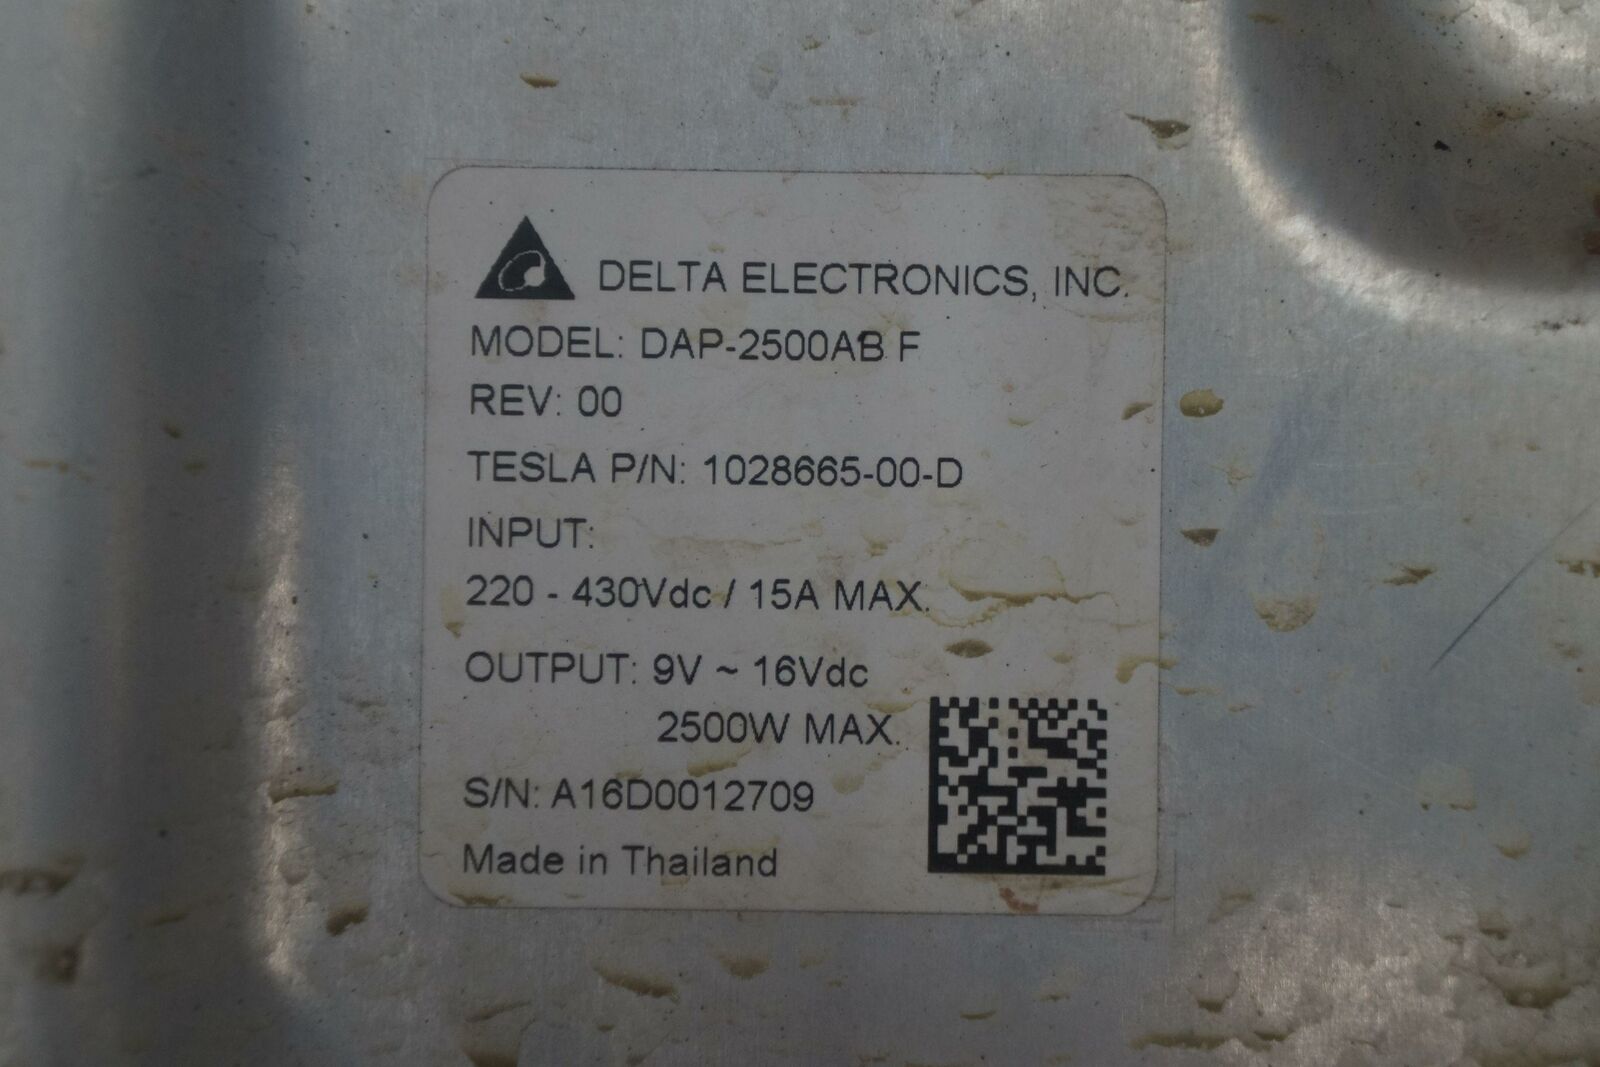 DELTA ELECTRONICS, INC.
MODEL: DAP-2500AB F
REV: 00
TESLA P/N: 1028665-00-D
INPUT:
220 - 430Vdc / 15A MAX.
OUTPUT: 9V ~ 16Vdc
2500W MAX.
S/N: A16D0012709
Made in Thailand